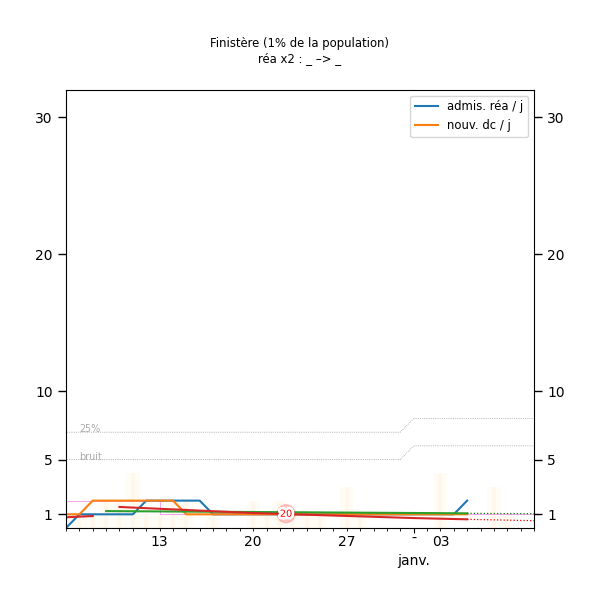 Finistère (1% de la population)
réa x2 : _ –> _
admis. réa / j
nouv. dc / j
30
30
20
20
10
10
25%
bruit
5
5
1
1
20
13
20
27
-
03
janv.